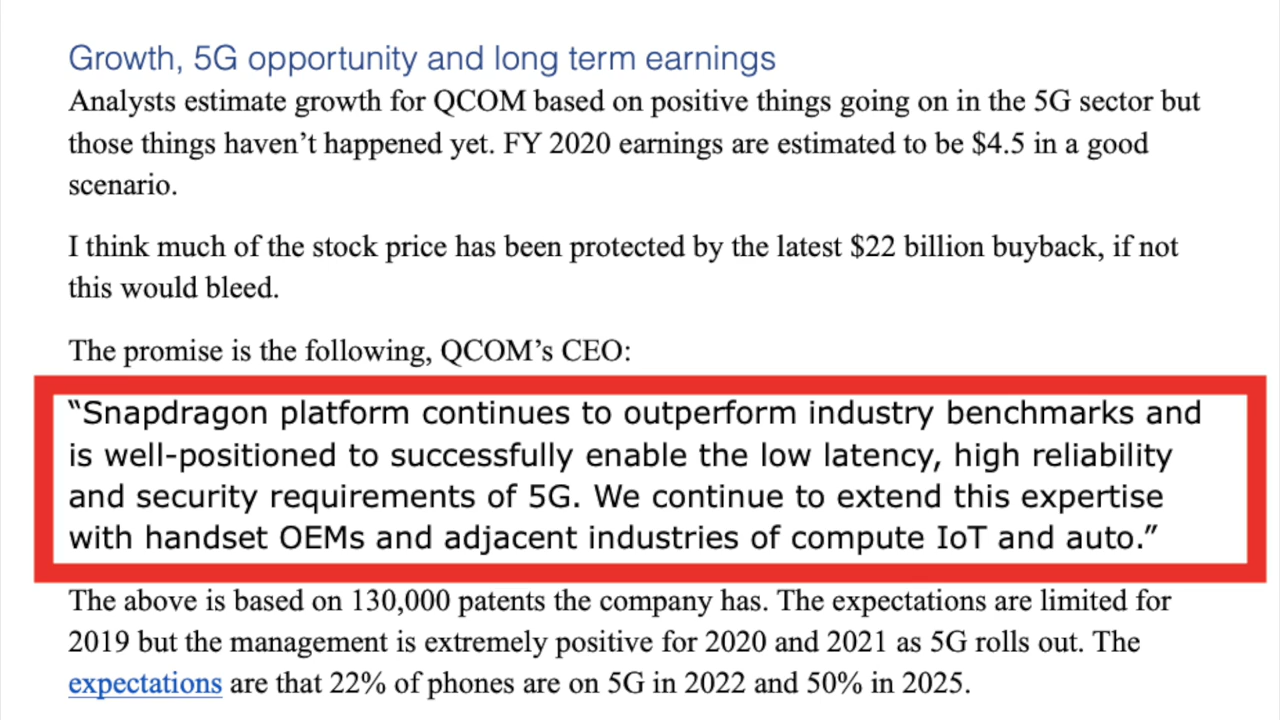 Growth, 5G opportunity and long term earnings
Analysts estimate growth for QCOM based on positive things going on in the 5G sector but
those things haven’t happened yet. FY 2020 earnings are estimated to be $4.5 in a good
scenario.
I think much of the stock price has been protected by the latest $22 billion buyback, if not
this would bleed.
The promise is the following, QCOM’s CEO:
“Snapdragon platform continues to outperform industry benchmarks and
is well-positioned to successfully enable the low latency, high reliability
and security requirements of 5G. We continue to extend this expertise
with handset OEMs and adjacent industries of compute IoT and auto.”
The above is based on 130,000 patents the company has. The expectations are limited for
2019 but the management is extremely positive for 2020 and 2021 as 5G rolls out. The
expectations are that 22% of phones are on 5G in 2022 and 50% in 2025.